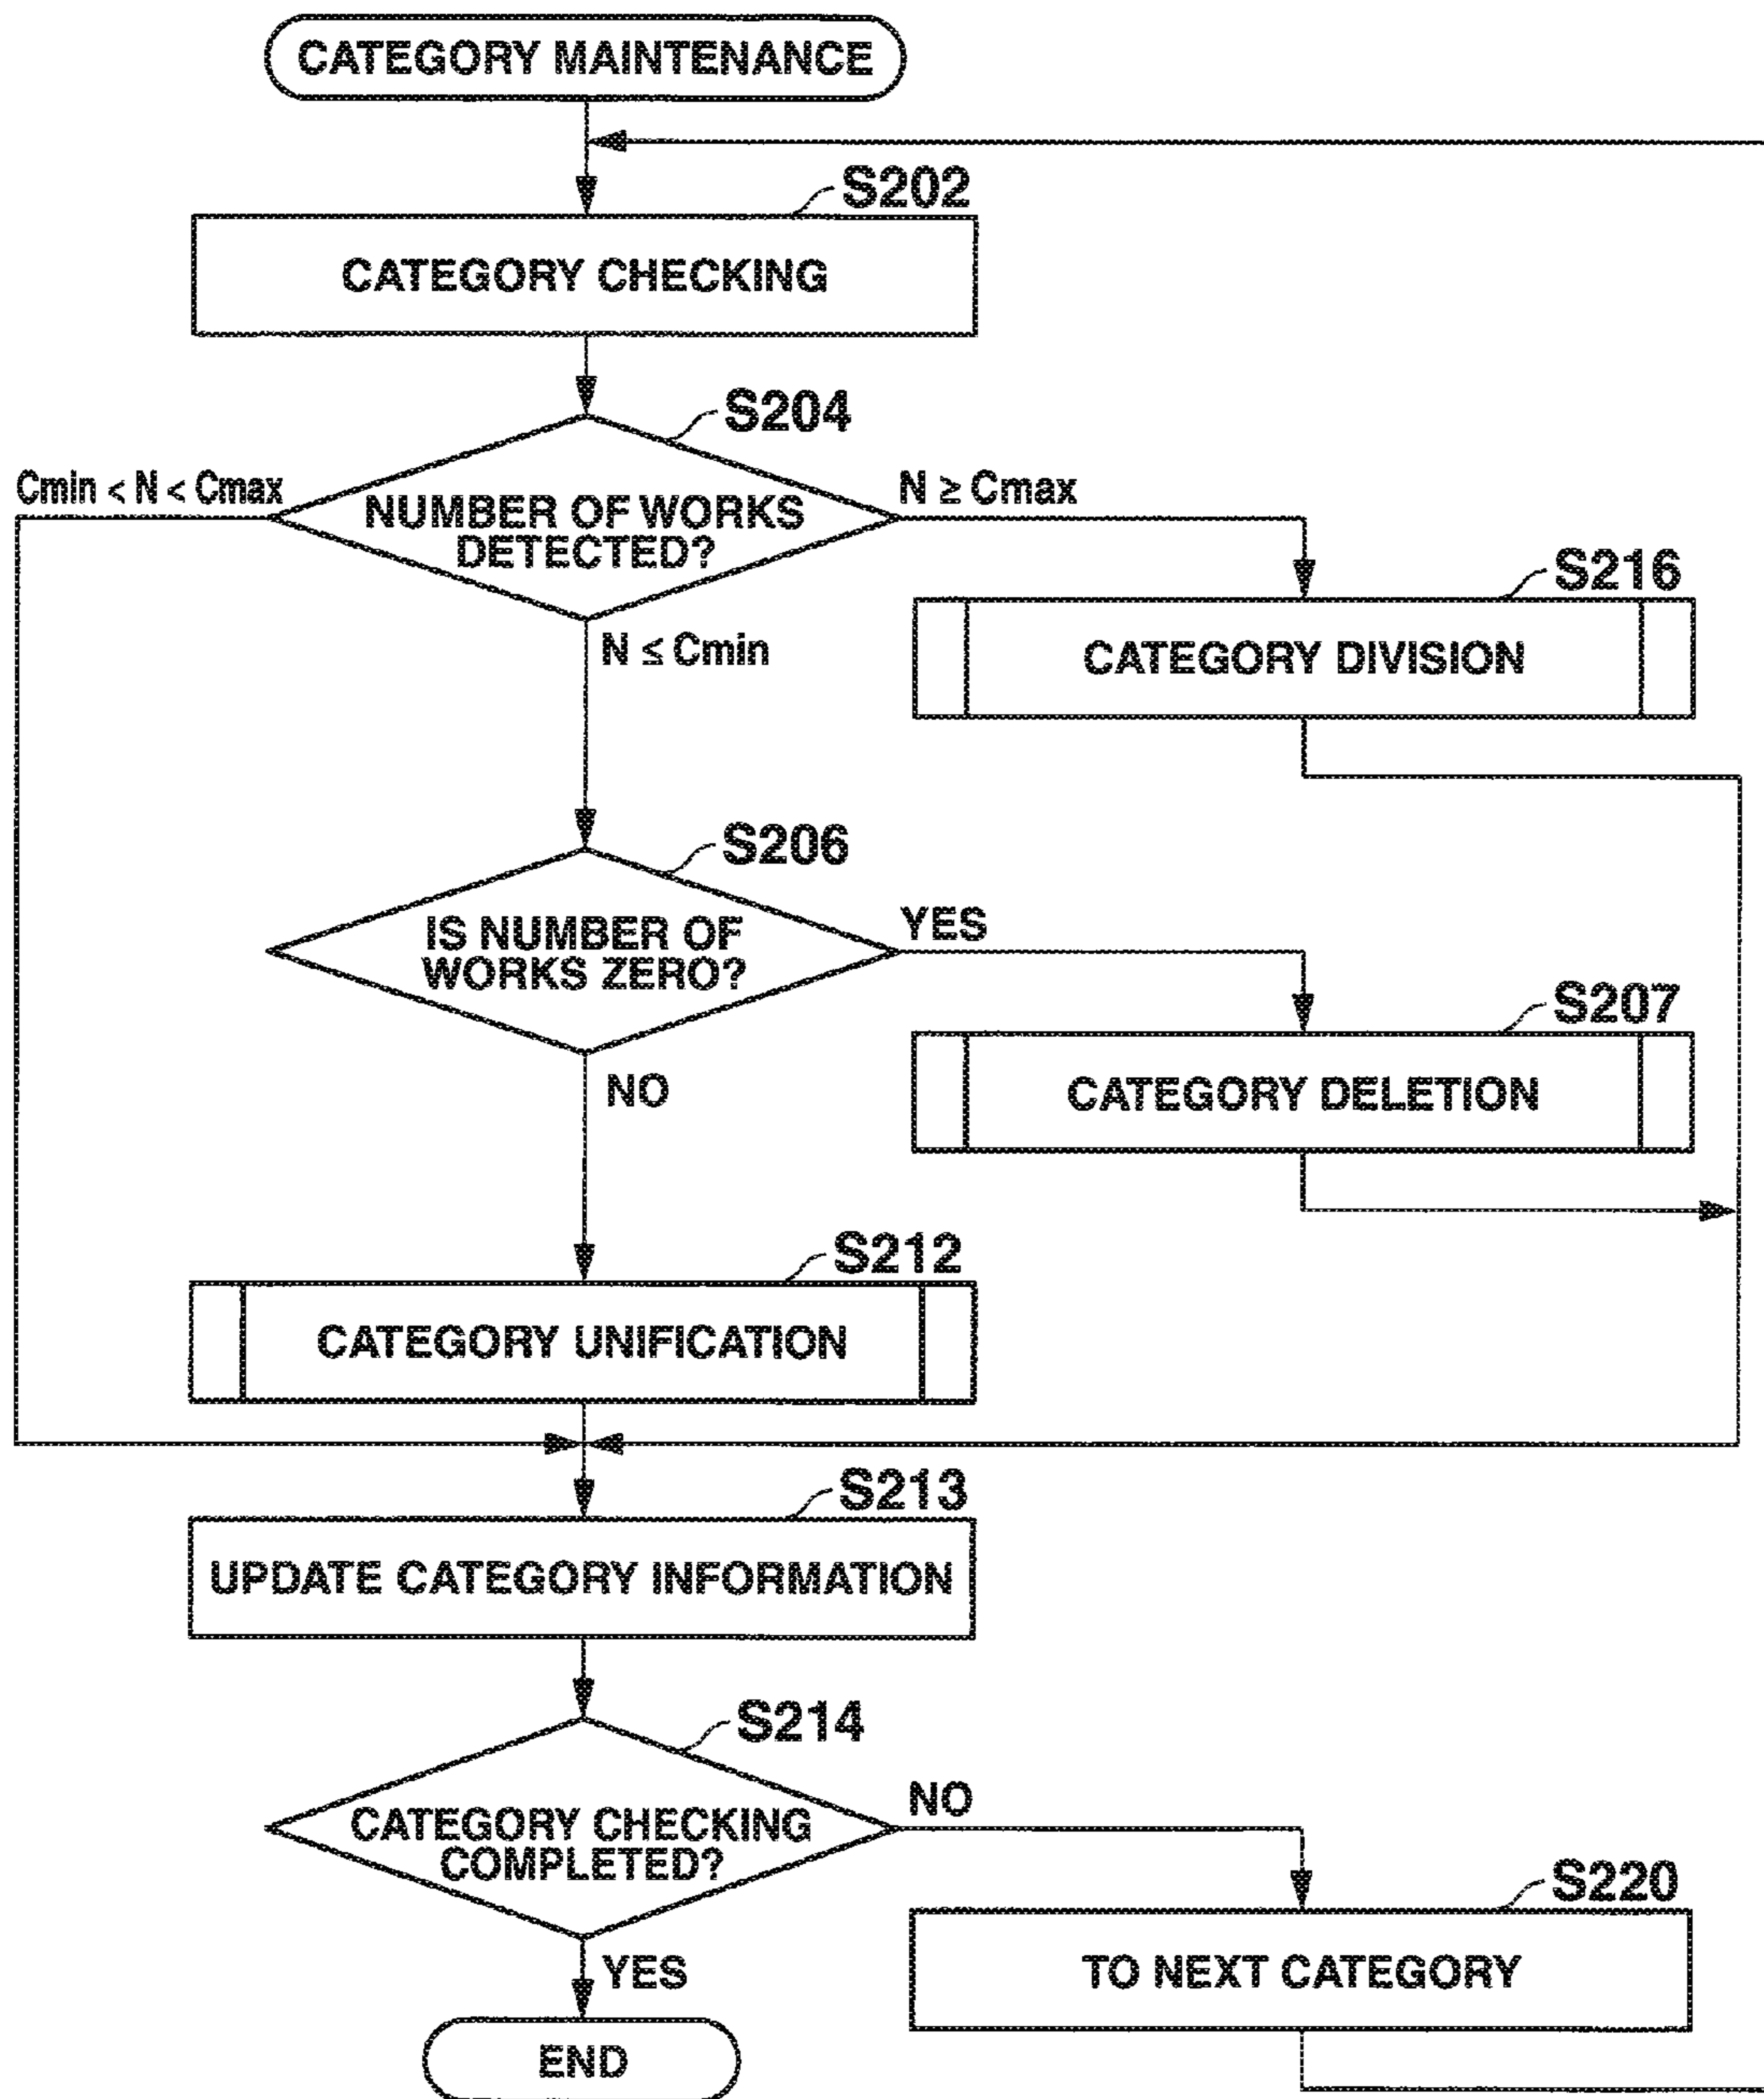 CATEGORY MAINTENANCE
S202
CATEGORY CHECKING
S204
Cmin < N < Cmax
NUMBER OF WORKS
DETECTED?
N ≥ Cmax
S216
CATEGORY DIVISION
N ≤ Cmin
S206
IS NUMBER OF
WORKS ZERO?
YES
S207
CATEGORY DELETION
NO
S212
CATEGORY UNIFICATION
S213
UPDATE CATEGORY INFORMATION
S214
CATEGORY CHECKING
COMPLETED?
NO
S220
TO NEXT CATEGORY
YES
END